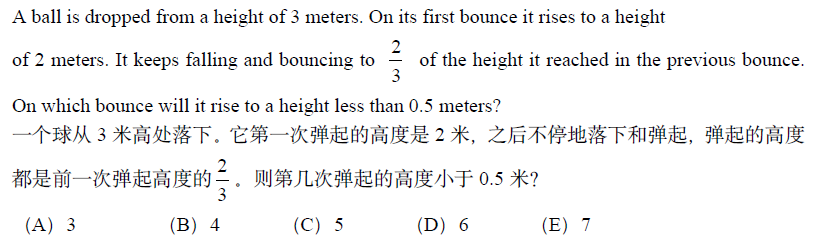 A ball is dropped from a height of 3 meters. On its first bounce it rises to a height
of 2 meters. It keeps falling and bouncing to 2/3 of the height it reached in the previous bounce.
On which bounce will it rise to a height less than 0.5 meters?
一个球从 3 米高处落下。它第一次弹起的高度是 2 米，之后不停地落下和弹起，弹起的高度
都是前一次弹起高度的 2/3 。则第几次弹起的高度小于 0.5 米?
(A) 3 (B) 4 (C) 5 (D) 6 (E) 7